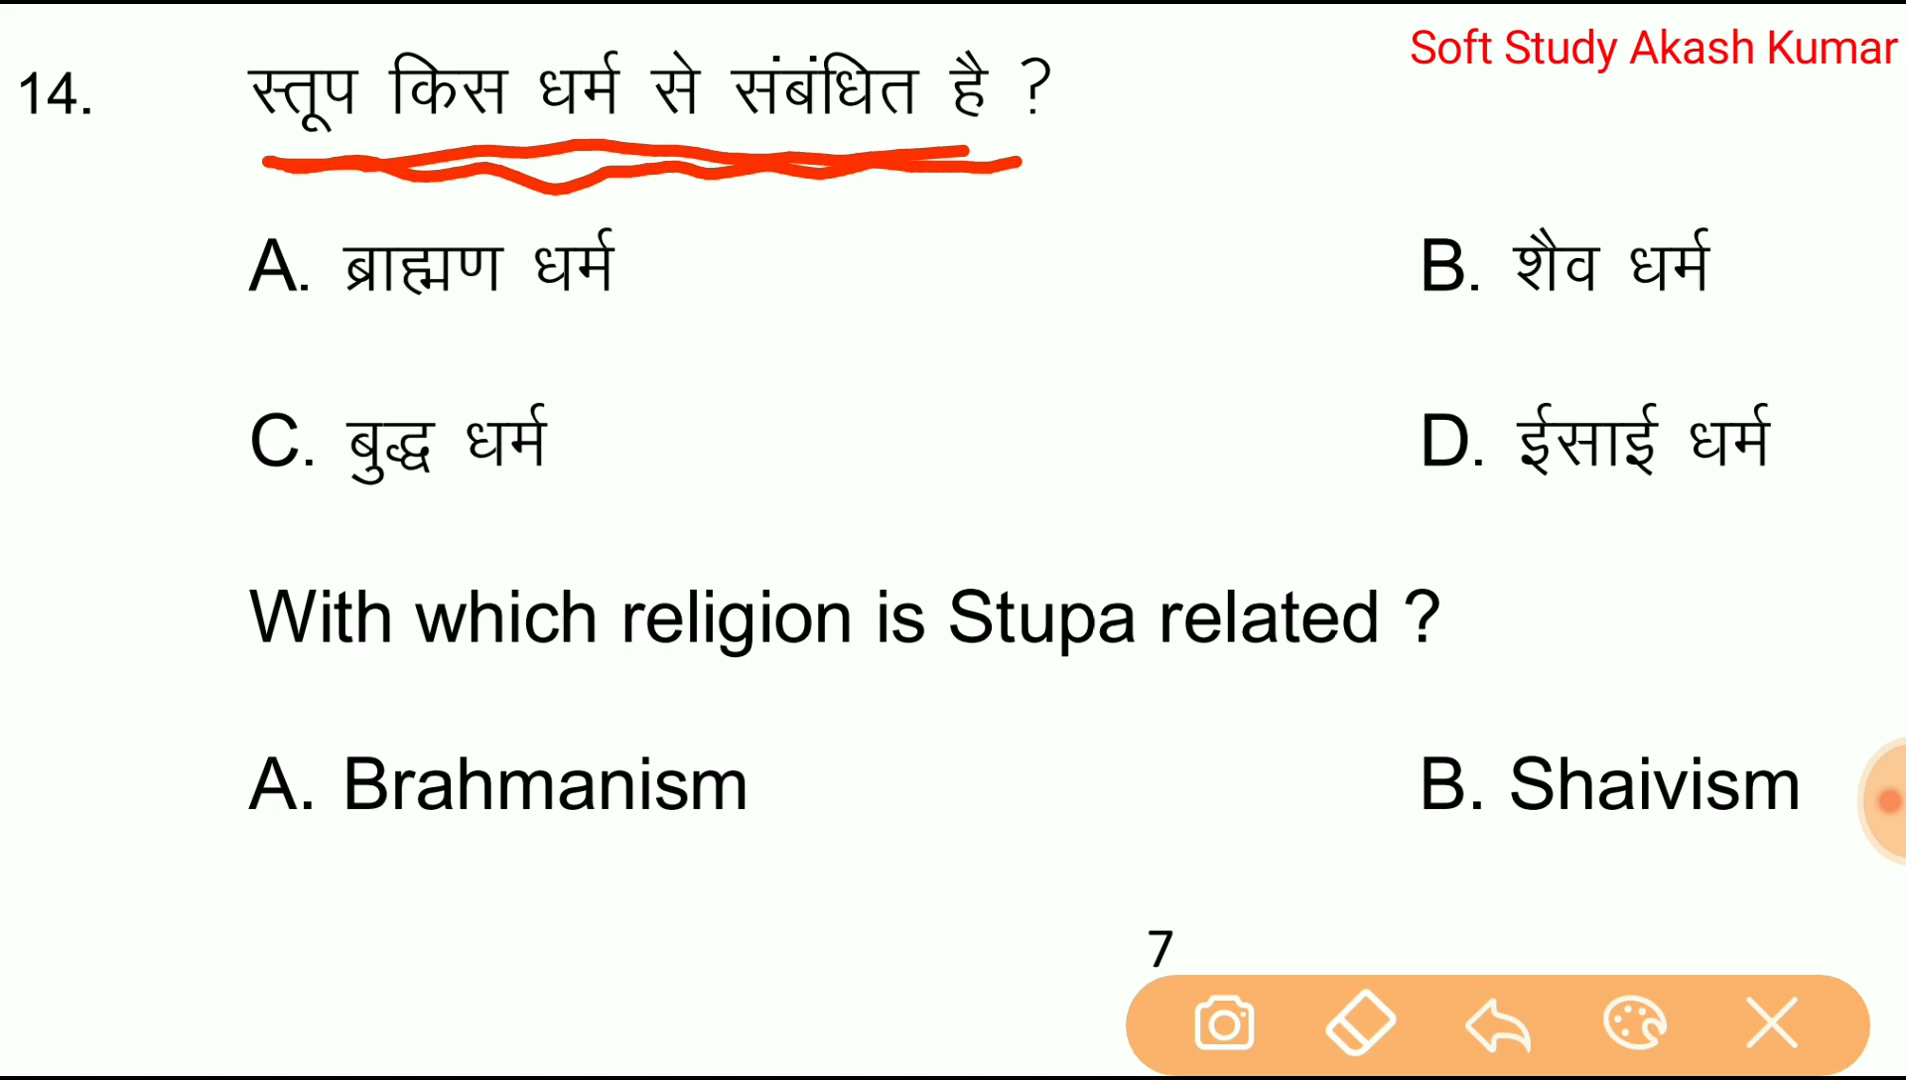 Soft Study Akash Kumar
14. स्तूप किस धर्म से संबंधित है ?
A. ब्राह्मण धर्म B. शैव धर्म
C. बुद्ध धर्म D. ईसाई धर्म
With which religion is Stupa related ?
A. Brahmanism B. Shaivism
7